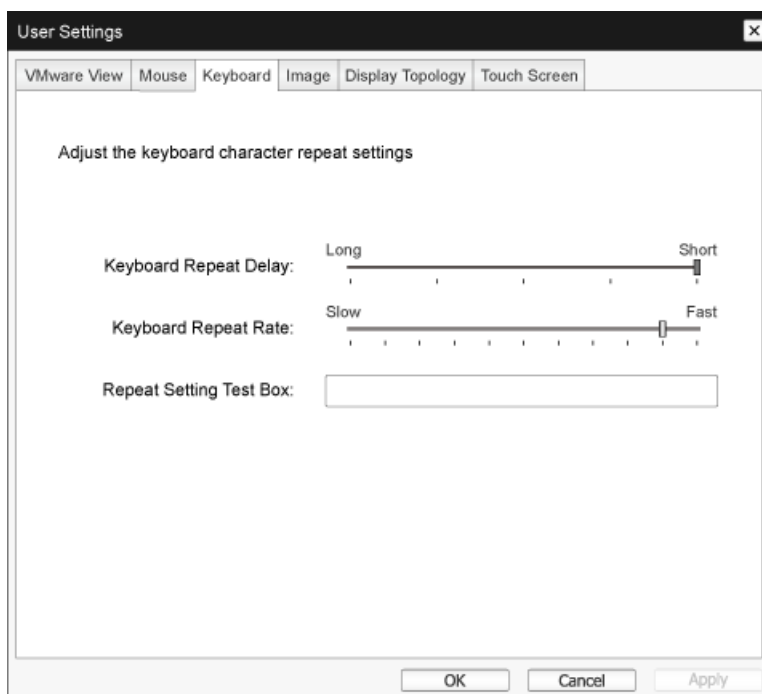 User Settings
VMware View Mouse Keyboard Image Display Topology Touch Screen
Adjust the keyboard character repeat settings
Long Short
Keyboard Repeat Delay:
Slow Fast
Keyboard Repeat Rate:
Repeat Setting Test Box:
OK Cancel Apply